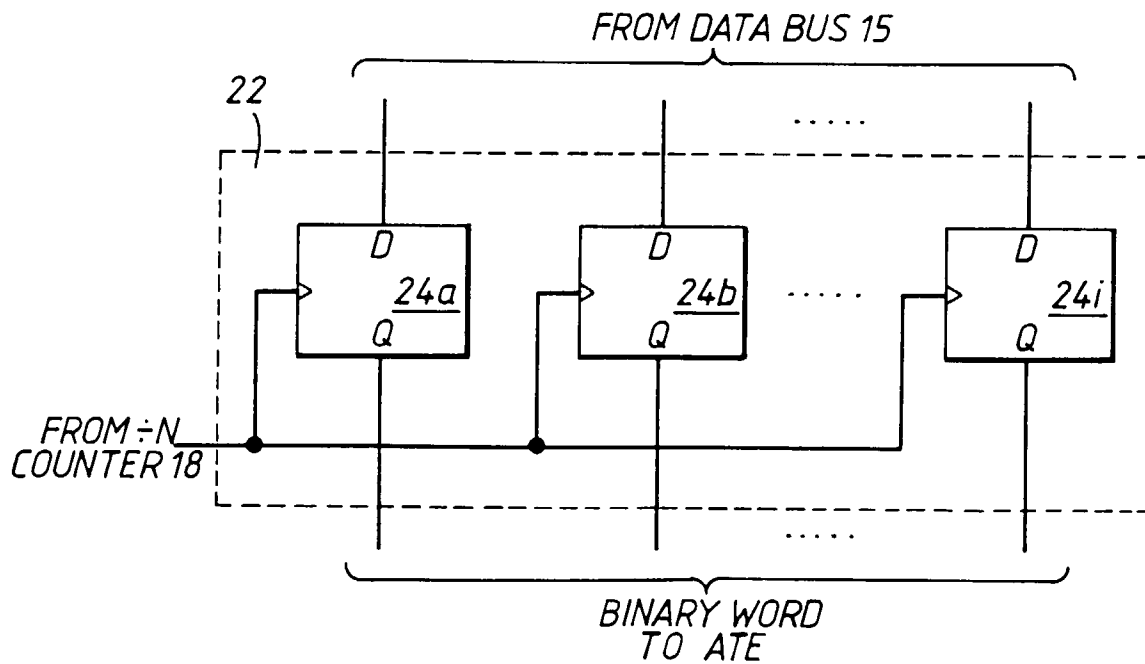 FROM DATA BUS 15
22
.....
D
D
D
24a
24b
.....
24i
Q
Q
Q
FROM ÷N
COUNTER 18
.....
BINARY WORD
TO ATE